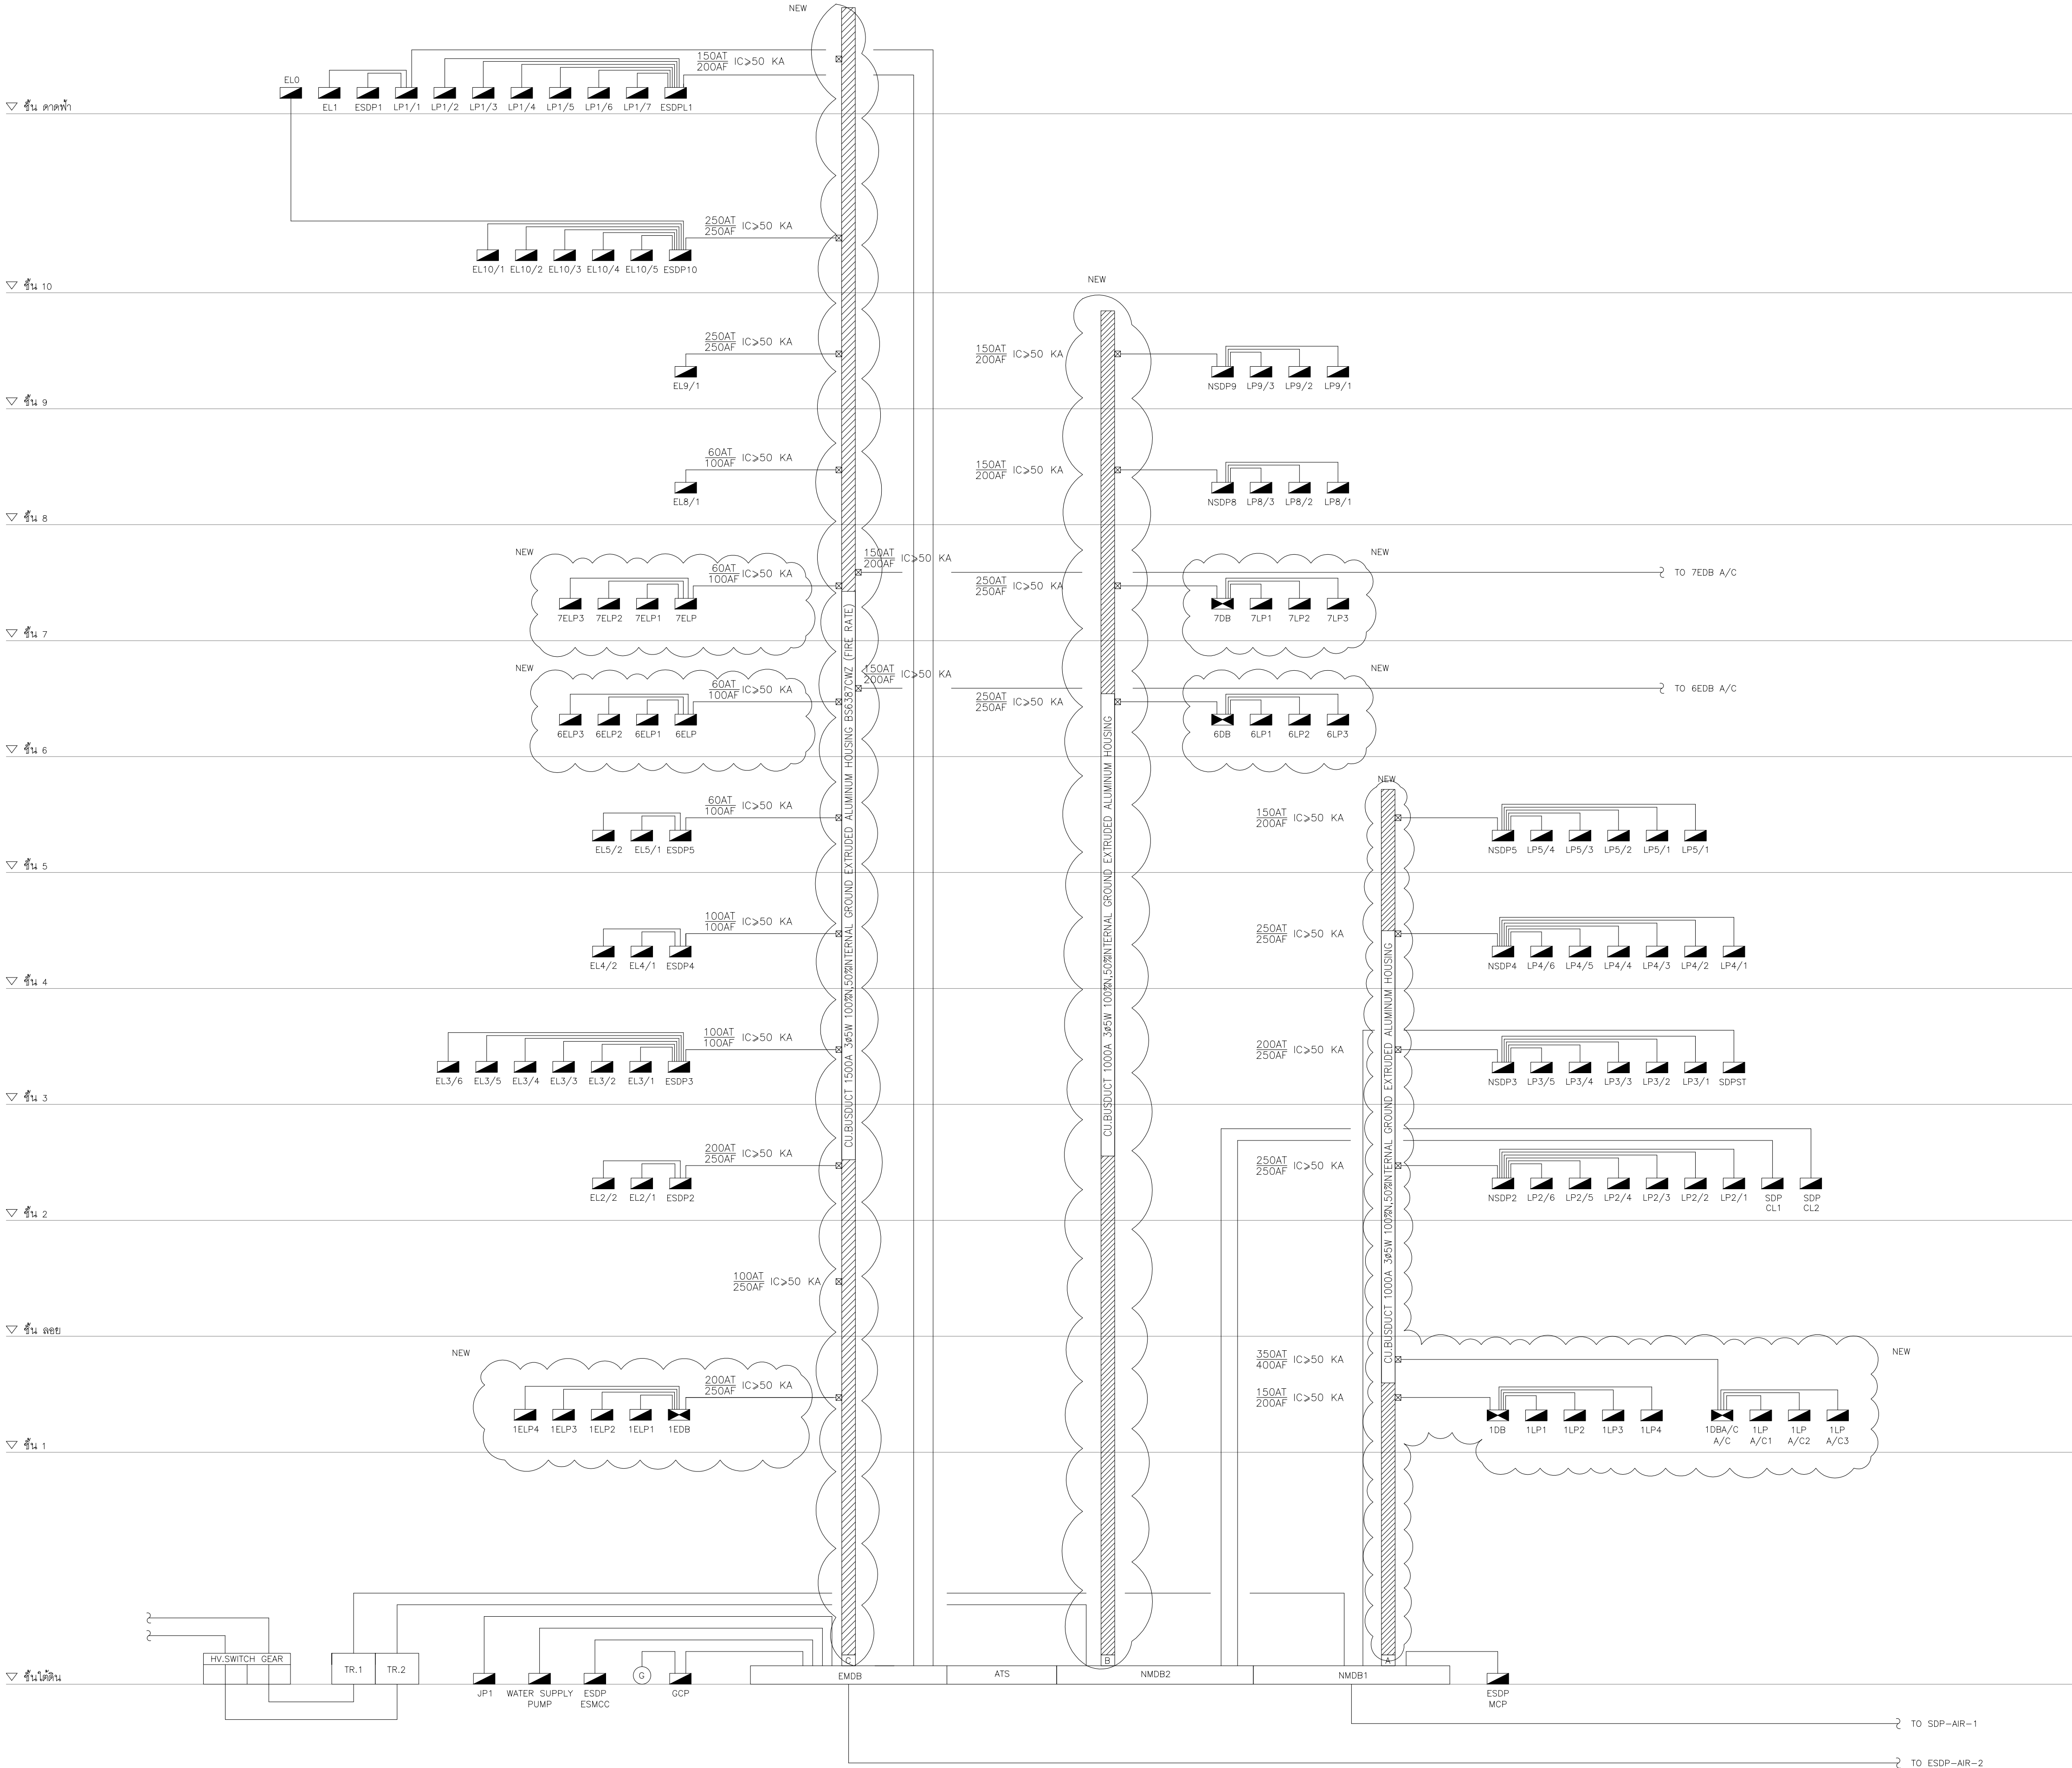 NEW
150AT
200AF IC⩾50 KA
EL0
EL1 ESDP1 LP1/1 LP1/2 LP1/3 LP1/4 LP1/5 LP1/6 LP1/7 ESDPL1
ชั้น ดาดฟ้า
250AT
250AF IC⩾50 KA
EL10/1 EL10/2 EL10/3 EL10/4 EL10/5 ESDP10
NEW
ชั้น 10
250AT
250AF IC⩾50 KA
150AT
200AF IC⩾50 KA
EL9/1
NSDP9 LP9/3 LP9/2 LP9/1
ชั้น 9
60AT
100AF IC⩾50 KA
150AT
200AF IC⩾50 KA
EL8/1
NSDP8 LP8/3 LP8/2 LP8/1
ชั้น 8
NEW
150AT
200AF IC⩾50 KA
NEW
60AT
100AF IC⩾50 KA
250AT
250AF IC⩾50 KA
TO 7EDB A/C
7ELP3 7ELP2 7ELP1 7ELP
7DB 7LP1 7LP2 7LP3
ชั้น 7
NEW
150AT
200AF IC⩾50 KA
NEW
60AT
100AF IC⩾50 KA
250AT
250AF IC⩾50 KA
TO 6EDB A/C
6ELP3 6ELP2 6ELP1 6ELP
6DB 6LP1 6LP2 6LP3
ชั้น 6
CU.BUSDUCT 1500A 3ø5W 100%N,50%INTERNAL GROUND EXTRUDED ALUMINUM HOUSING BS6387CWZ (FIRE RATE)
CU.BUSDUCT 1000A 3ø5W 100%N,50%INTERNAL GROUND EXTRUDED ALUMINUM HOUSING
NEW
60AT
100AF IC⩾50 KA
150AT
200AF IC⩾50 KA
EL5/2 EL5/1 ESDP5
NSDP5 LP5/4 LP5/3 LP5/2 LP5/1 LP5/1
ชั้น 5
100AT
100AF IC⩾50 KA
250AT
250AF IC⩾50 KA
EL4/2 EL4/1 ESDP4
NSDP4 LP4/6 LP4/5 LP4/4 LP4/3 LP4/2 LP4/1
ชั้น 4
CU.BUSDUCT 1000A 3ø5W 100%N,50%INTERNAL GROUND EXTRUDED ALUMINUM HOUSING
100AT
100AF IC⩾50 KA
200AT
250AF IC⩾50 KA
EL3/6 EL3/5 EL3/4 EL3/3 EL3/2 EL3/1 ESDP3
NSDP3 LP3/5 LP3/4 LP3/3 LP3/2 LP3/1 SDPST
ชั้น 3
200AT
250AF IC⩾50 KA
250AT
250AF IC⩾50 KA
EL2/2 EL2/1 ESDP2
NSDP2 LP2/6 LP2/5 LP2/4 LP2/3 LP2/2 LP2/1 SDP CL1 SDP CL2
ชั้น 2
100AT
250AF IC⩾50 KA
ชั้น ลอย
NEW
350AT
400AF IC⩾50 KA
NEW
200AT
250AF IC⩾50 KA
150AT
200AF IC⩾50 KA
1ELP4 1ELP3 1ELP2 1ELP1 1EDB
1DB 1LP1 1LP2 1LP3 1LP4
1DBA/C 1LP 1LP 1LP
A/C A/C1 A/C2 A/C3
ชั้น 1
HV.SWITCH GEAR
TR.1 TR.2
G
C B A
EMDB ATS NMDB2 NMDB1
ชั้นใต้ดิน
JP1
WATER SUPPLY
PUMP
ESDP
ESMCC
GCP
ESDP
MCP
TO SDP-AIR-1
TO ESDP-AIR-2